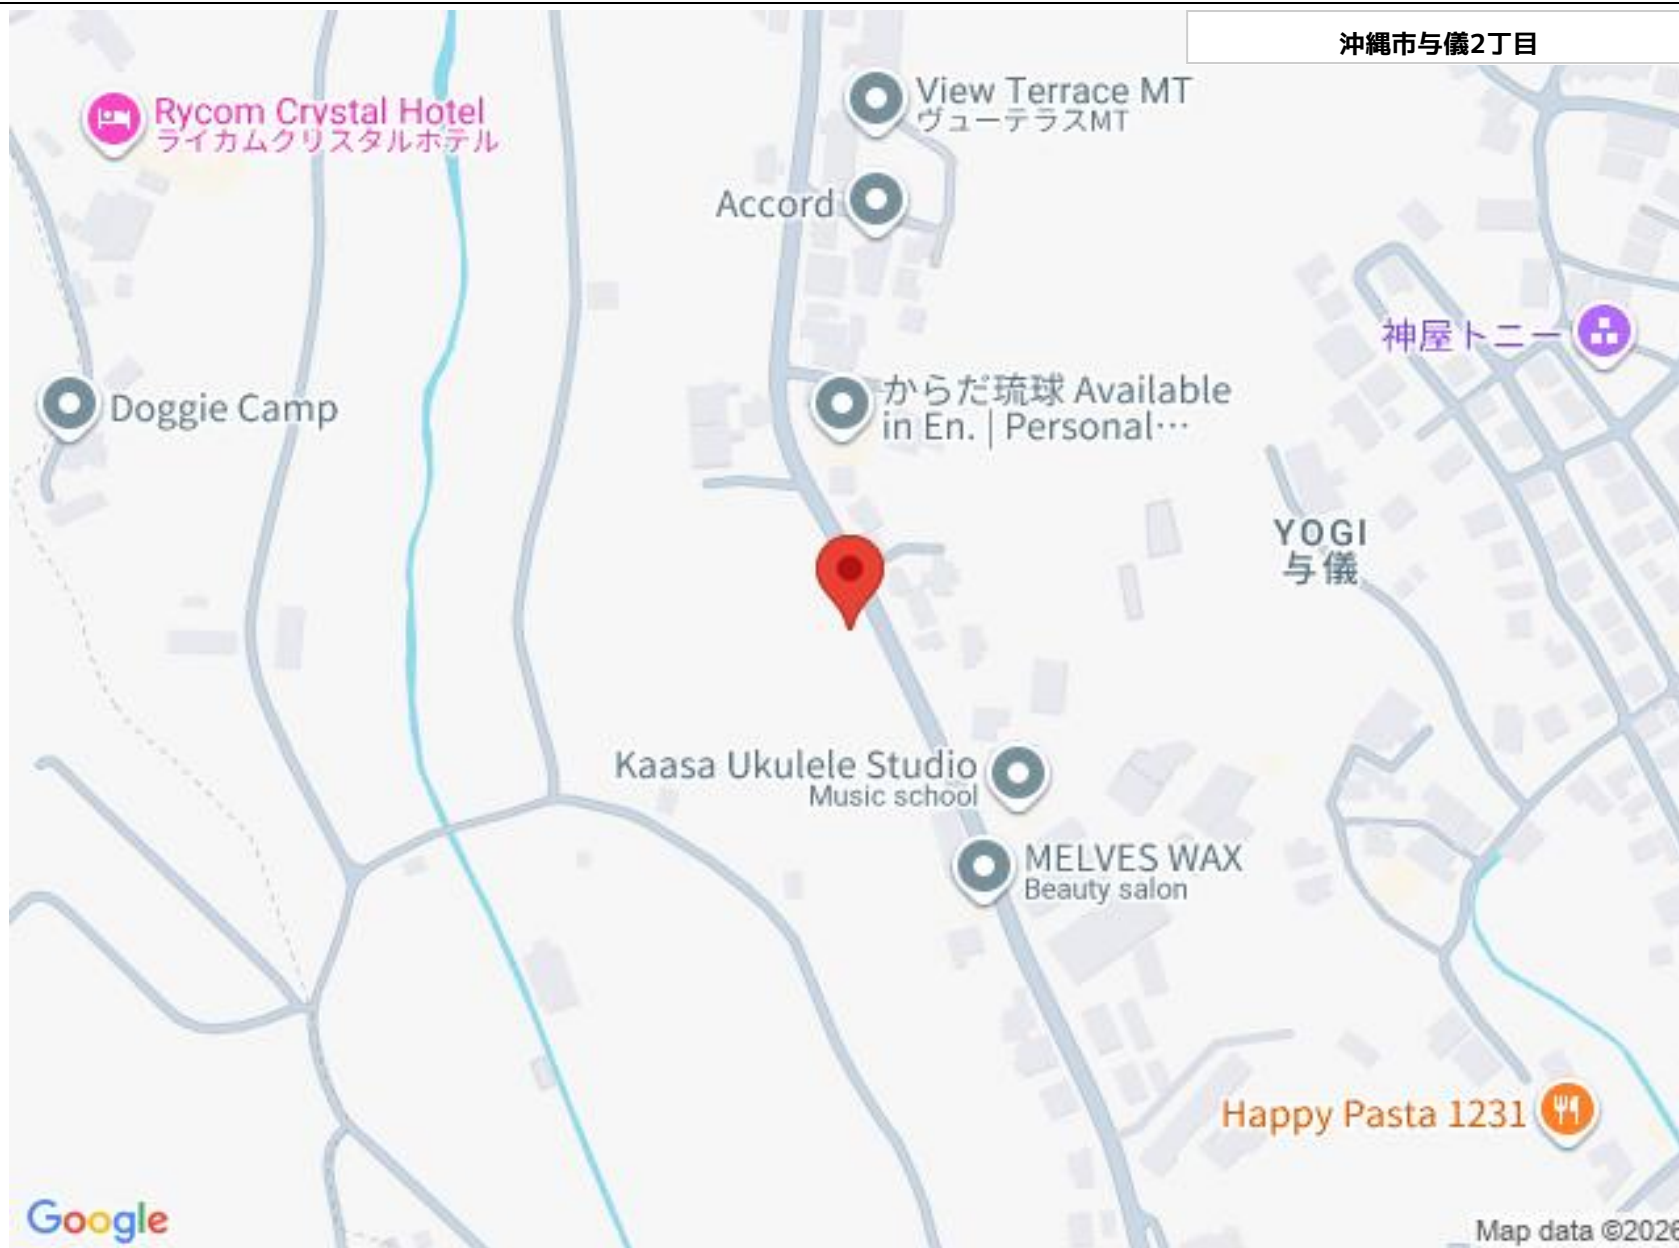 沖縄市与儀2丁目
View Terrace MT
ヴューテラスMT
Rycom Crystal Hotel
ライカムクリスタルホテル
Accord
神屋トニー
からだ琉球 Available
in En. | Personal…
Doggie Camp
YOGI
与儀
Kaasa Ukulele Studio
Music school
MELVES WAX
Beauty salon
Happy Pasta 1231
Google
Map data ©2026